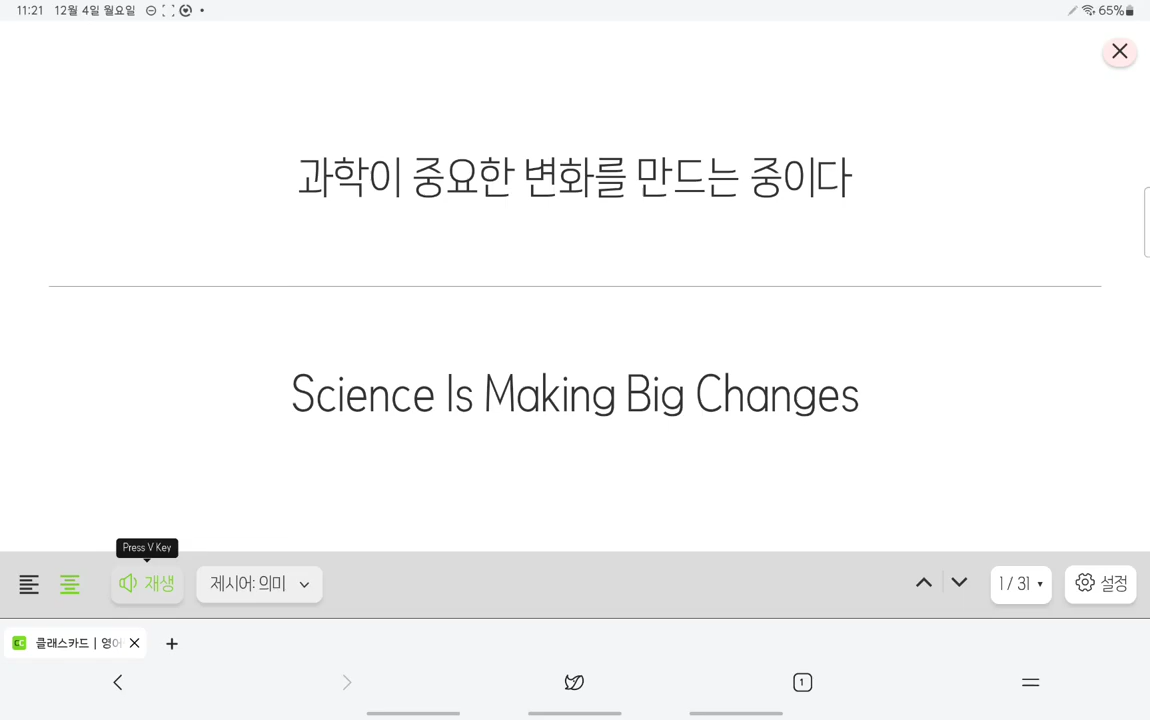 11:21 12월 4일 월요일
65%
과학이 중요한 변화를 만드는 중이다
Science Is Making Big Changes
Press V Key
재생
제시어: 의미
1 / 31
설정
클래스카드 | 영어
1